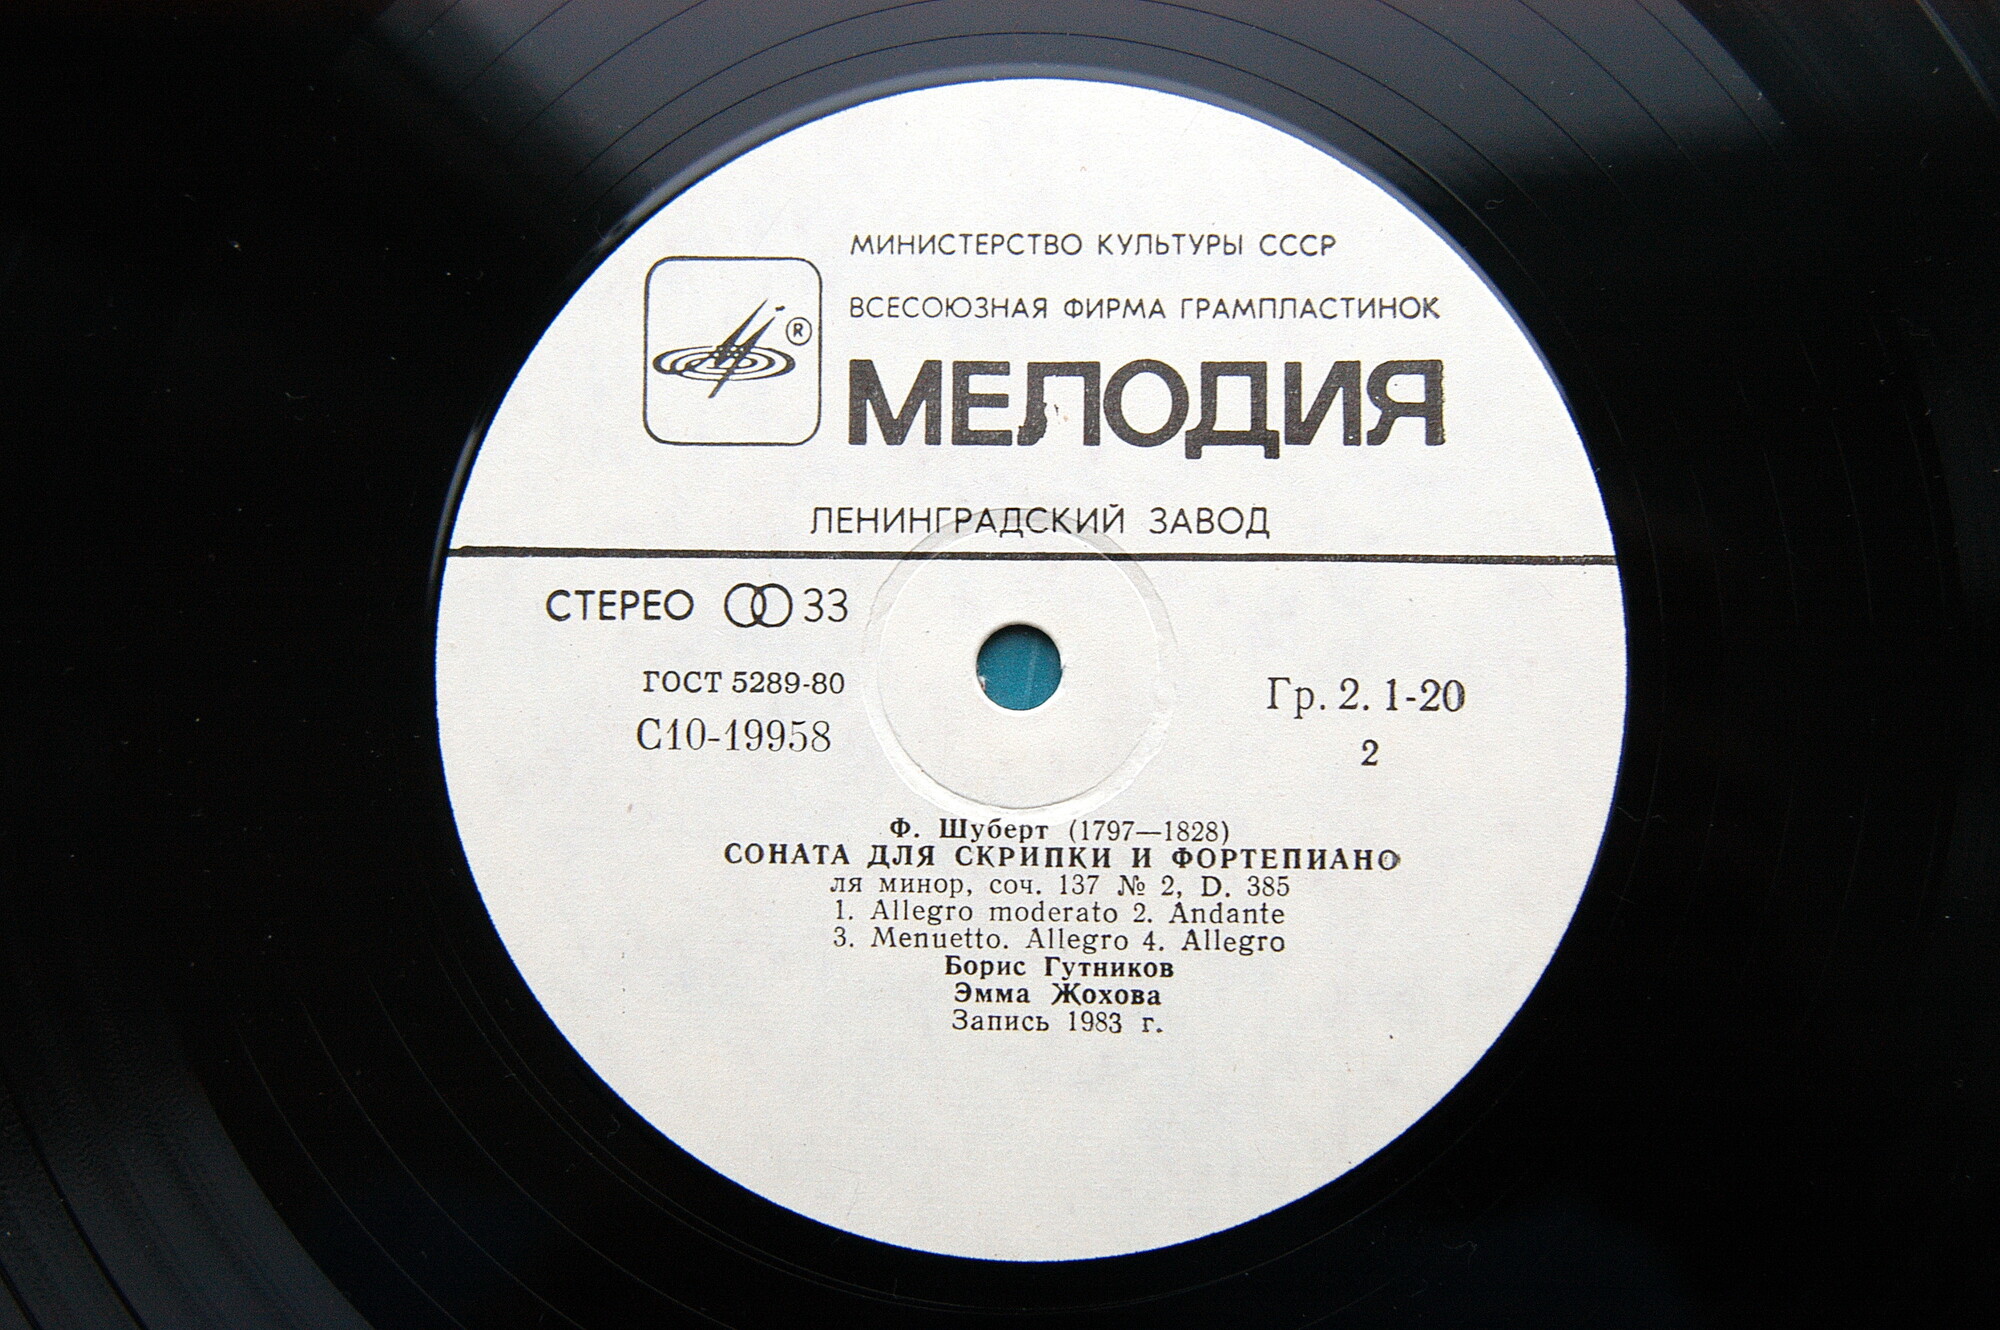 МИНИСТЕРСТВО КУЛЬТУРЫ СССР
ВСЕСОЮЗНАЯ ФИРМА ГРАМПЛАСТИНОК
®
МЕЛОДИЯ
ЛЕНИНГРАДСКИЙ ЗАВОД
СТЕРЕО 33
ГОСТ 5289-80
С10-19958
Гр. 2. 1-20
2
Ф. Шуберт (1797—1828)
СОНАТА ДЛЯ СКРИПКИ И ФОРТЕПИАНО
ля минор, соч. 137 № 2, D. 385
1. Allegro moderato 2. Andante
3. Menuetto. Allegro 4. Allegro
Борис Гутников
Эмма Жохова
Запись 1983 г.